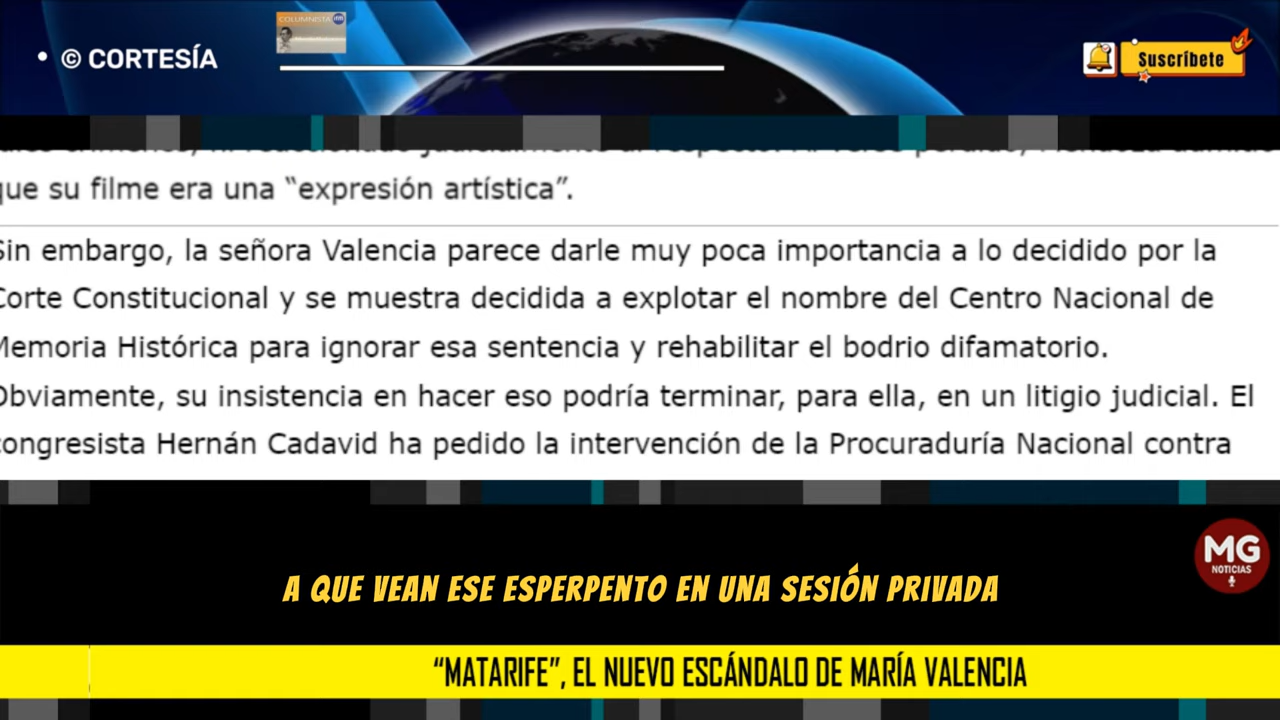 COLUMNISTA
• © CORTESÍA
Suscríbete
que su filme era una “expresión artística”.
Sin embargo, la señora Valencia parece darle muy poca importancia a lo decidido por la
Corte Constitucional y se muestra decidida a explotar el nombre del Centro Nacional de
Memoria Histórica para ignorar esa sentencia y rehabilitar el bodrio difamatorio.
Obviamente, su insistencia en hacer eso podría terminar, para ella, en un litigio judicial. El
congresista Hernán Cadavid ha pedido la intervención de la Procuraduría Nacional contra
MG
NOTICIAS
A QUE VEAN ESE ESPERPENTO EN UNA SESIÓN PRIVADA
“MATARIFE”, EL NUEVO ESCÁNDALO DE MARÍA VALENCIA